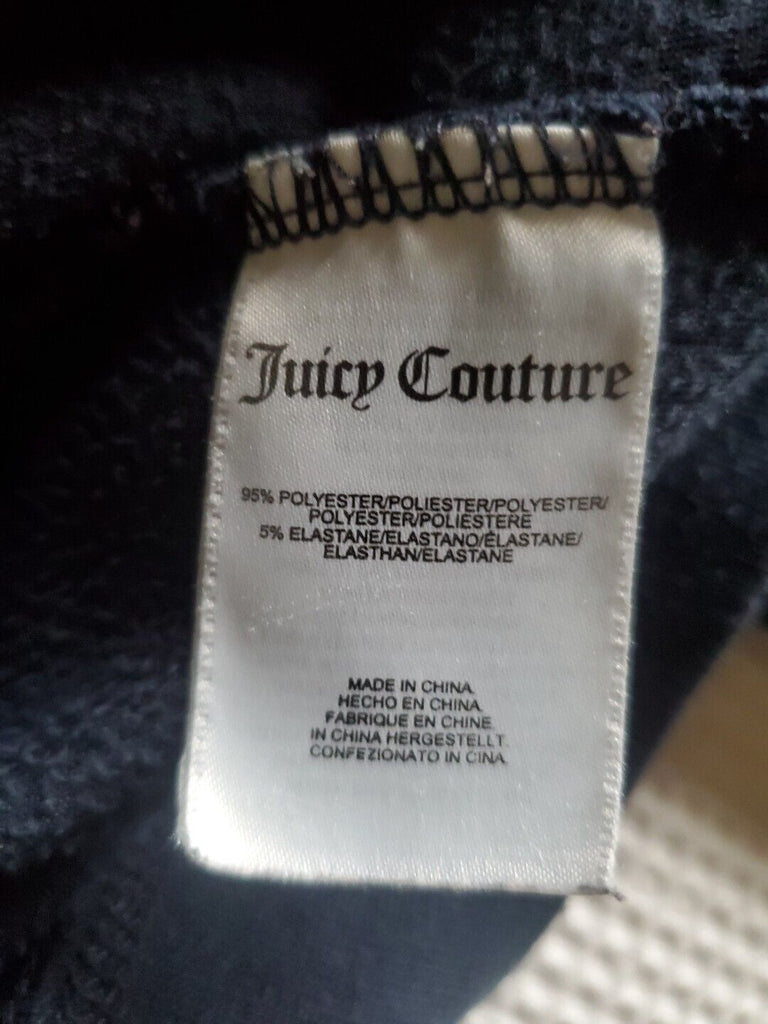 Juicy Couture
95% POLYESTER/POLIESTER/POLYESTER/
POLYESTER/POLIESTERE
5% ELASTANE/ELASTANO/ÉLASTANE/
ELASTHAN/ELASTANE
MADE IN CHINA.
HECHO EN CHINA.
FABRIQUE EN CHINE.
IN CHINA HERGESTELLT.
CONFEZIONATO IN CINA.